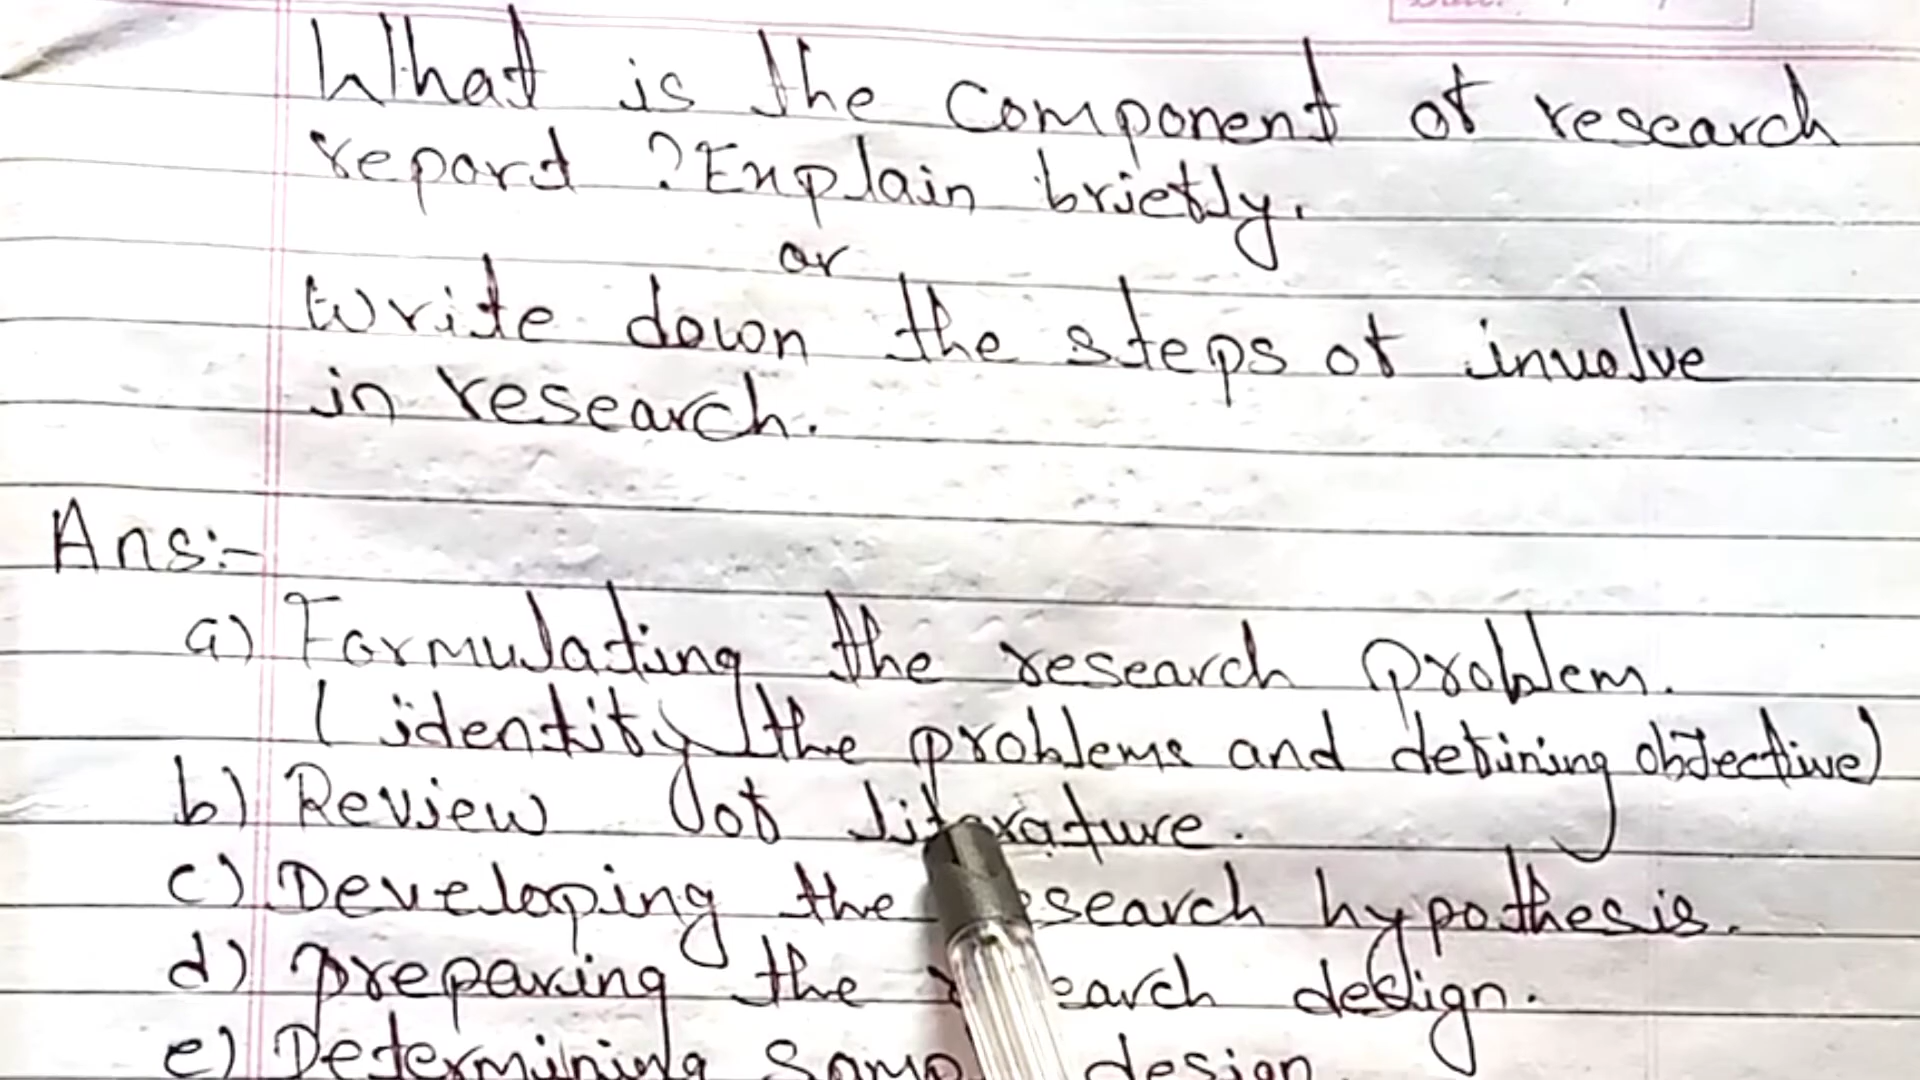 What is the component of research
report ? Explain briefly.
or
Write down the steps of involve
in research.
Ans:-
a) Formulating the research problem.
( identify the problems and defining objective)
b) Review of literature.
c) Developing the research hypothesis.
d) preparing the research design.
e) Determining sample design